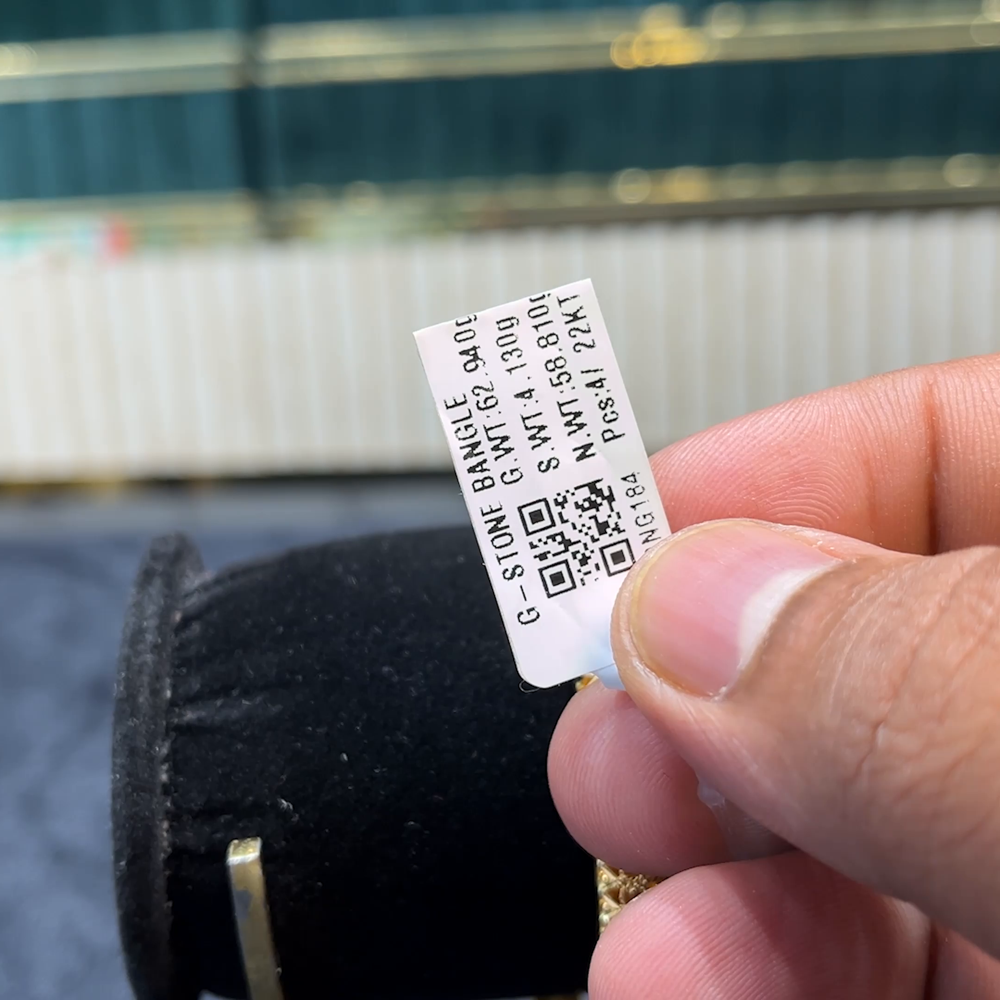 G-STONE BANGLE
G.WT:62.940g
S.WT:4.130g
N.WT:58.810g
Pcs:4/ 22KT
NG184